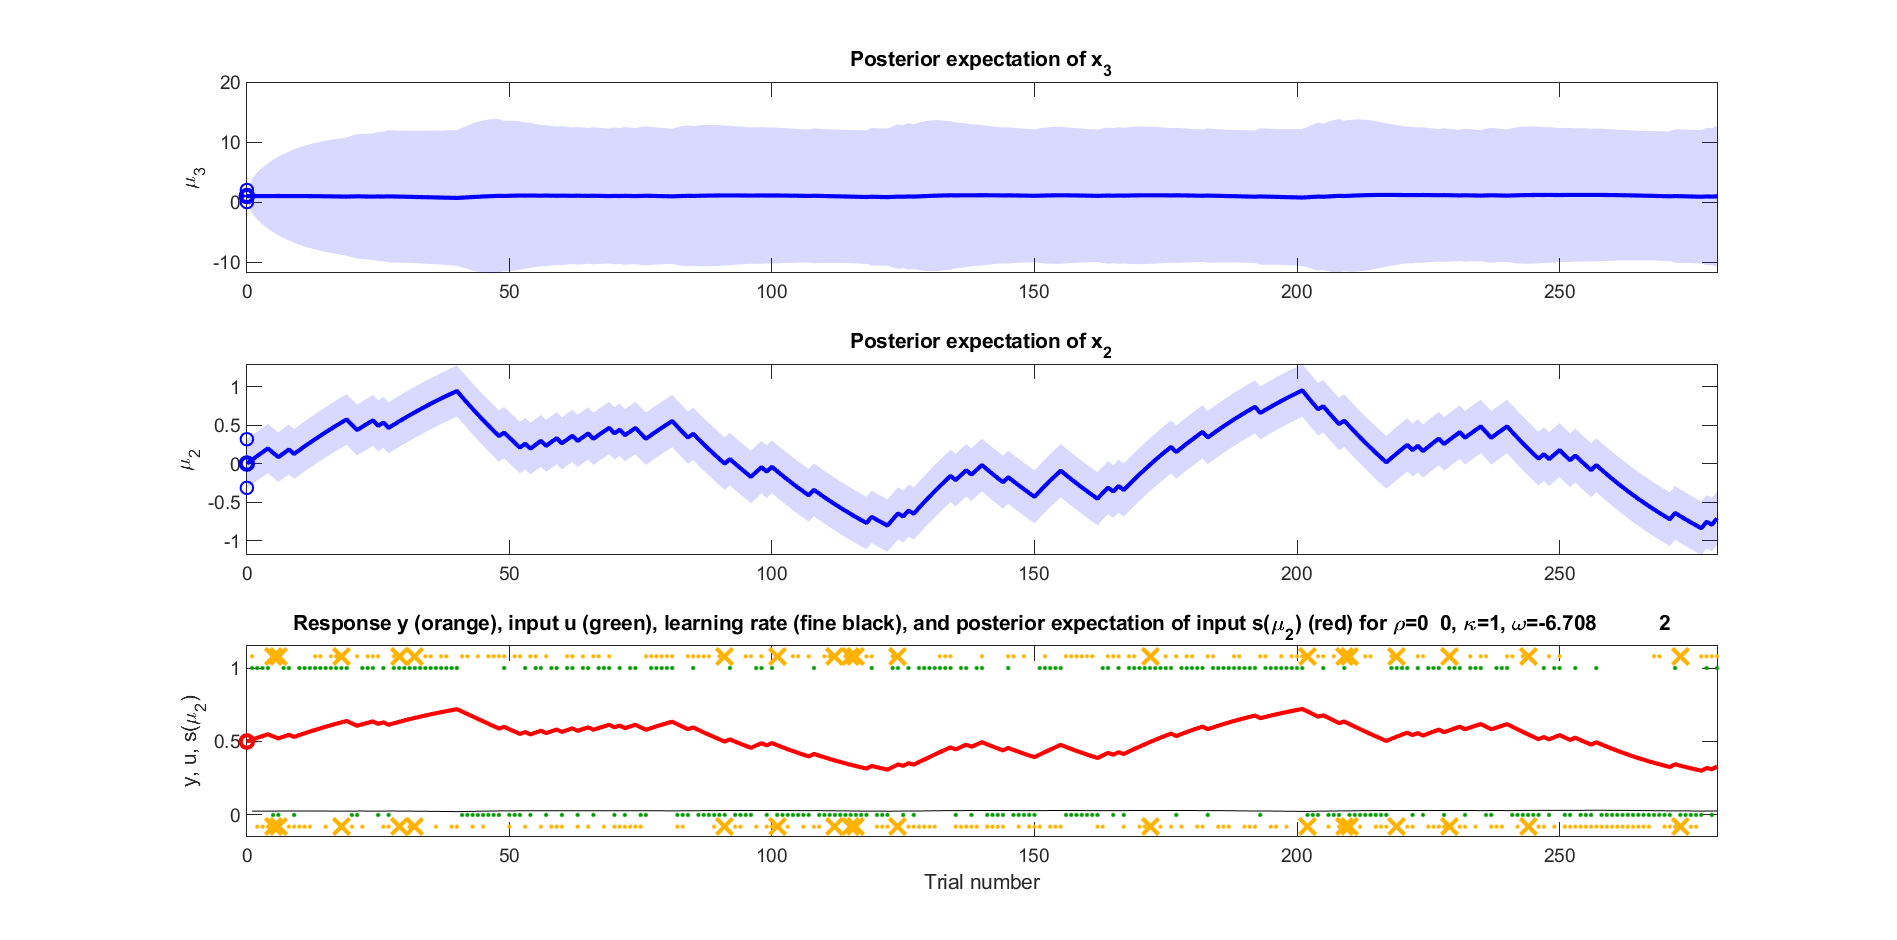 Posterior expectation of x3
20
10
0
-10
μ3
0 50 100 150 200 250
Posterior expectation of x2
1
0.5
0
-0.5
-1
μ2
0 50 100 150 200 250
Response y (orange), input u (green), learning rate (fine black), and posterior expectation of input s(μ2) (red) for ρ=0 0, κ=1, ω=-6.708 2
1
0.5
0
y, u, s(μ2)
0 50 100 150 200 250
Trial number